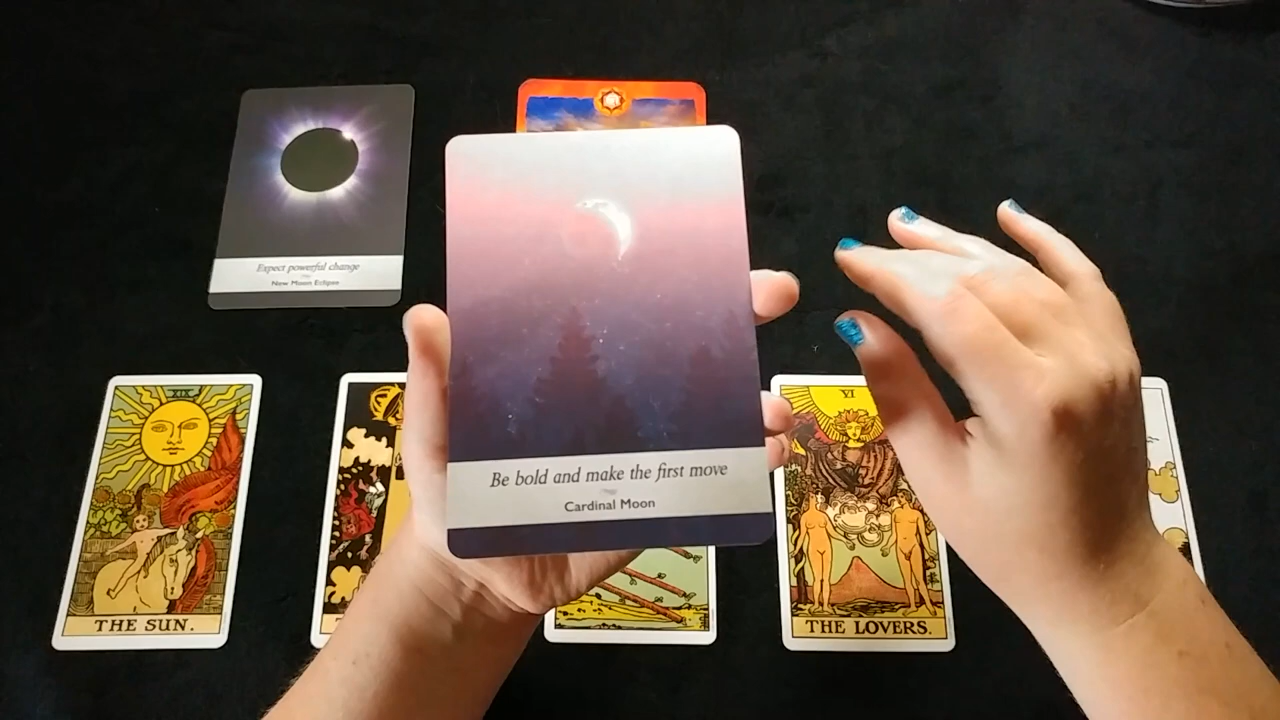 Expect powerful change
New Moon Eclipse
Be bold and make the first move
Cardinal Moon
XIX
THE SUN.
VI
THE LOVERS.